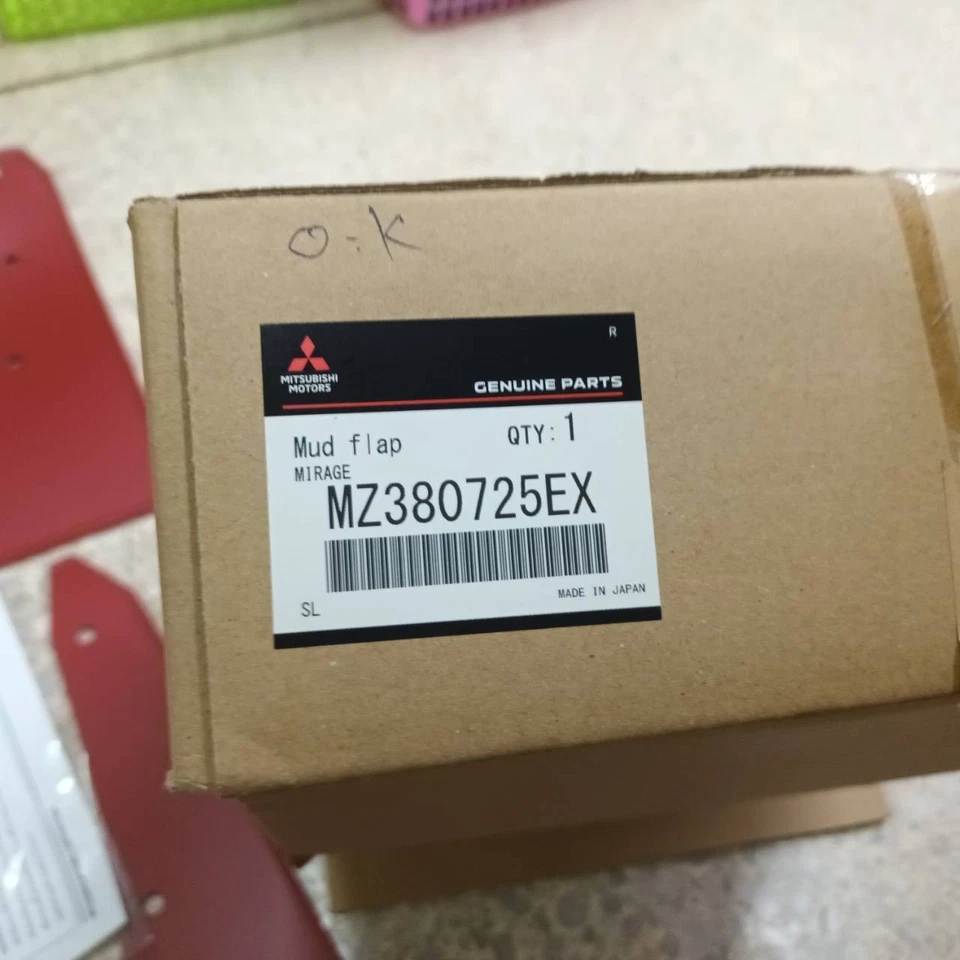 O-K
R
MITSUBISHI
MOTORS
GENUINE PARTS
Mud flap
QTY: 1
MIRAGE
MZ380725EX
MADE IN JAPAN
SL